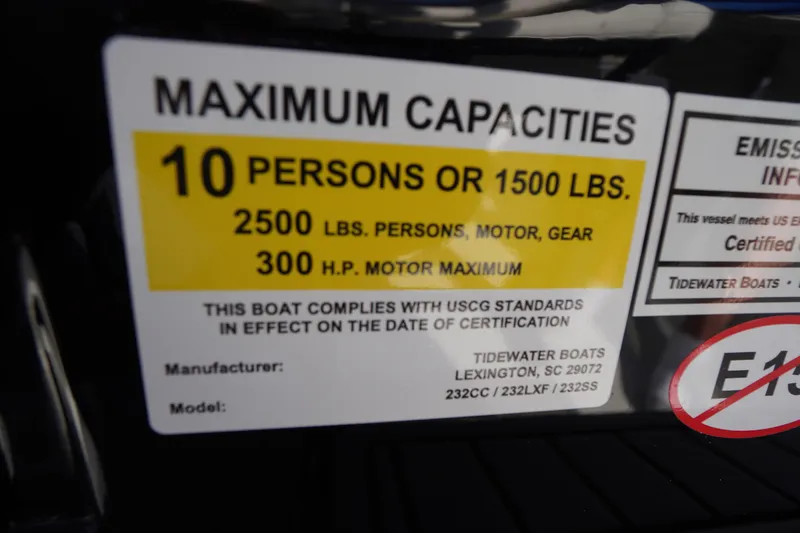 MAXIMUM CAPACITIES
10 PERSONS OR 1500 LBS.
2500 LBS. PERSONS, MOTOR, GEAR
300 H.P. MOTOR MAXIMUM
THIS BOAT COMPLIES WITH USCG STANDARDS
IN EFFECT ON THE DATE OF CERTIFICATION
Manufacturer: TIDEWATER BOATS
LEXINGTON, SC 29072
Model: 232CC / 232LXF / 232SS
This vessel meets US
Certified
TIDEWATER BOATS •
E15